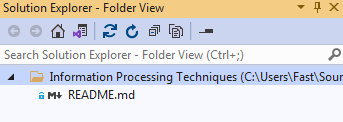 Solution Explorer - Folder View
Search Solution Explorer - Folder View (Ctrl+;)
Information Processing Techniques (C:\Users\Fast\Sour
M↓ README.md